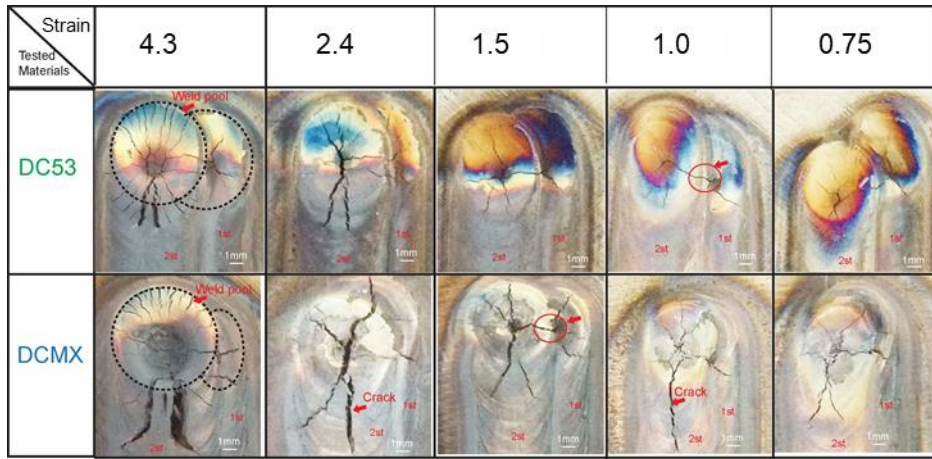 Strain
Tested
Materials
4.3
2.4
1.5
1.0
0.75
DC53
Weld pool
2st
1st
1mm
2st
1st
1mm
2st
1st
1mm
2st
1st
1mm
2st
1st
1mm
DCMX
Weld pool
2st
1st
1mm
Crack
2st
1st
1mm
2st
1st
1mm
Crack
2st
1st
1mm
2st
1st
1mm